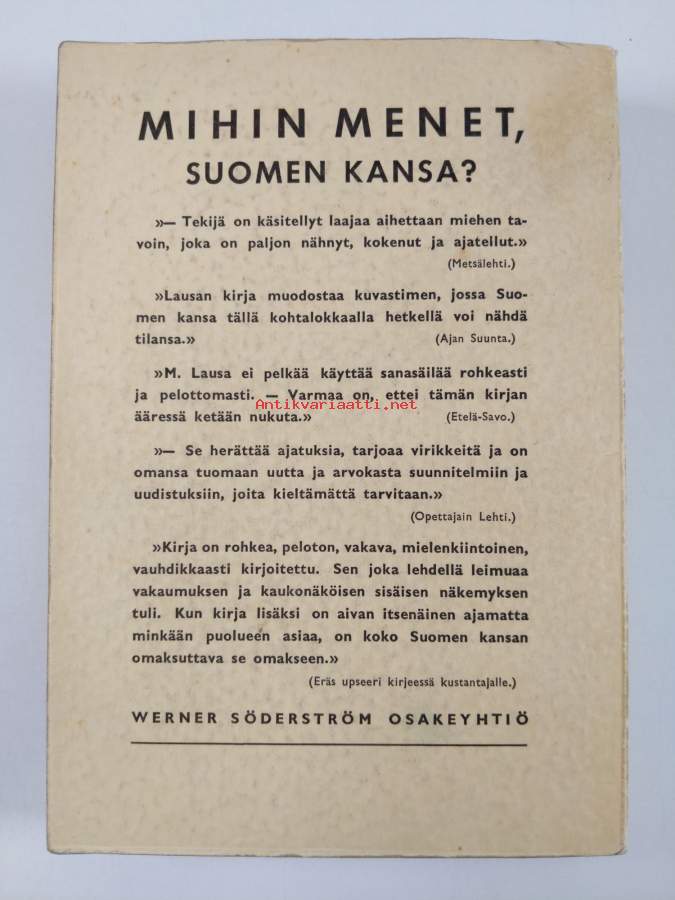 MIHIN MENET,
SUOMEN KANSA?
»— Tekijä on käsitellyt laajaa aihettaan miehen ta-
voin, joka on paljon nähnyt, kokenut ja ajatellut.»
(Metsälehti.)
»Lausan kirja muodostaa kuvastimen, jossa Suo-
men kansa tällä kohtalokkaalla hetkellä voi nähdä
tilansa.» (Ajan Suunta.)
»M. Lausa ei pelkää käyttää sanasäilää rohkeasti
ja pelottomasti. — Varmaa on, ettei tämän kirjan
Antikvariaatti.net
ääressä ketään nukuta.» (Etelä-Savo.)
»— Se herättää ajatuksia, tarjoaa virikkeitä ja on
omansa tuomaan uutta ja arvokasta suunnitelmiin ja
uudistuksiin, joita kieltämättä tarvitaan.»
(Opettajain Lehti.)
»Kirja on rohkea, peloton, vakava, mielenkiintoinen,
vauhdikkaasti kirjoitettu. Sen joka lehdellä leimuaa
vakaumuksen ja kaukonäköisen sisäisen näkemyksen
tuli. Kun kirja lisäksi on aivan itsenäinen ajamatta
minkään puolueen asiaa, on koko Suomen kansan
omaksuttava se omakseen.»
(Eräs upseeri kirjeessä kustantajalle.)
WERNER SÖDERSTRÖM OSAKEYHTIÖ